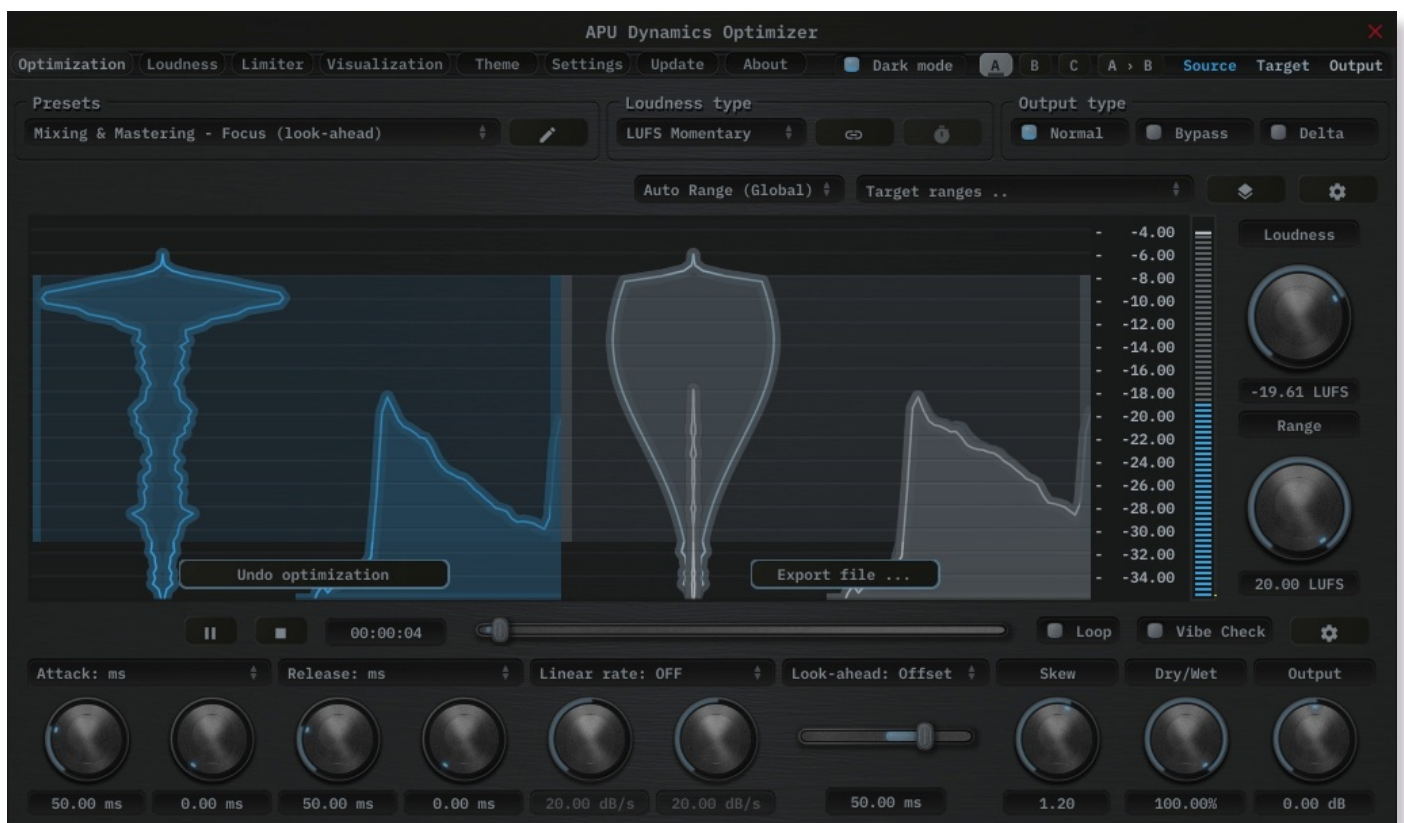 APU Dynamics Optimizer
Optimization Loudness Limiter Visualization Theme Settings Update About Dark mode A B C A › B Source Target Output
Presets Loudness type Output type
Mixing & Mastering - Focus (look-ahead) LUFS Momentary Normal Bypass Delta
Auto Range (Global) Target ranges ..
- -4.00 Loudness
- -6.00
- -8.00
- -10.00
- -12.00
- -14.00
- -16.00
- -18.00 -19.61 LUFS
- -20.00 Range
- -22.00
- -24.00
- -26.00
- -28.00
- -30.00
- -32.00
Undo optimization Export file ... - -34.00 20.00 LUFS
00:00:04 Loop Vibe Check
Attack: ms Release: ms Linear rate: OFF Look-ahead: Offset Skew Dry/Wet Output
50.00 ms 0.00 ms 50.00 ms 0.00 ms 20.00 dB/s 20.00 dB/s 50.00 ms 1.20 100.00% 0.00 dB